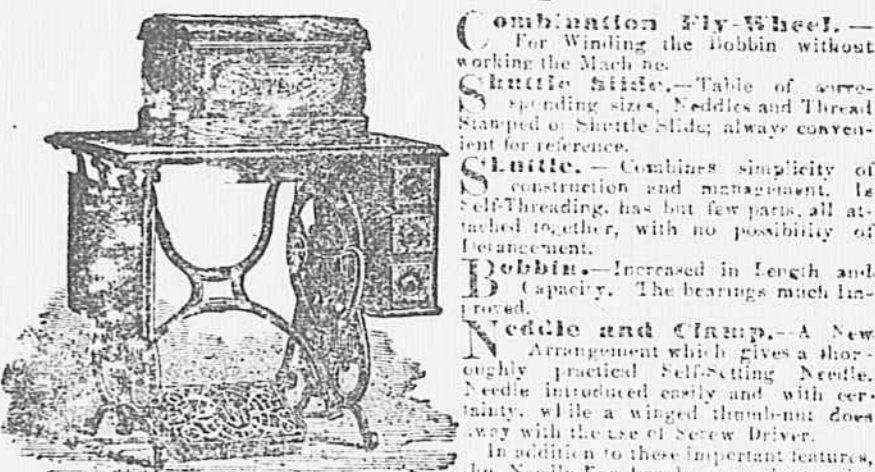 Combination Fly-Wheel. —
For Winding the Bobbin without
working the Machine.
Shuttle Slide.—Table of corre-
sponding sizes, Neddles and Thread
Stamped on Shuttle Slide; always conven-
ient for reference.
Shuttle. — Combines simplicity of
construction and management. Is
Self-Threading, has but few parts, all at-
tached together, with no possibility of
Derangement.
Bobbin.—Increased in Length and
Capacity. The bearings much Im-
proved.
Neddle and Clamp.—A New
Arrangement which gives a thor-
oughly practical Self-Setting Needle.
Needle introduced easily and with cer-
tainty, while a winged thumb-nut does
away with the use of Screw Driver.
In addition to these important features,
the Needle